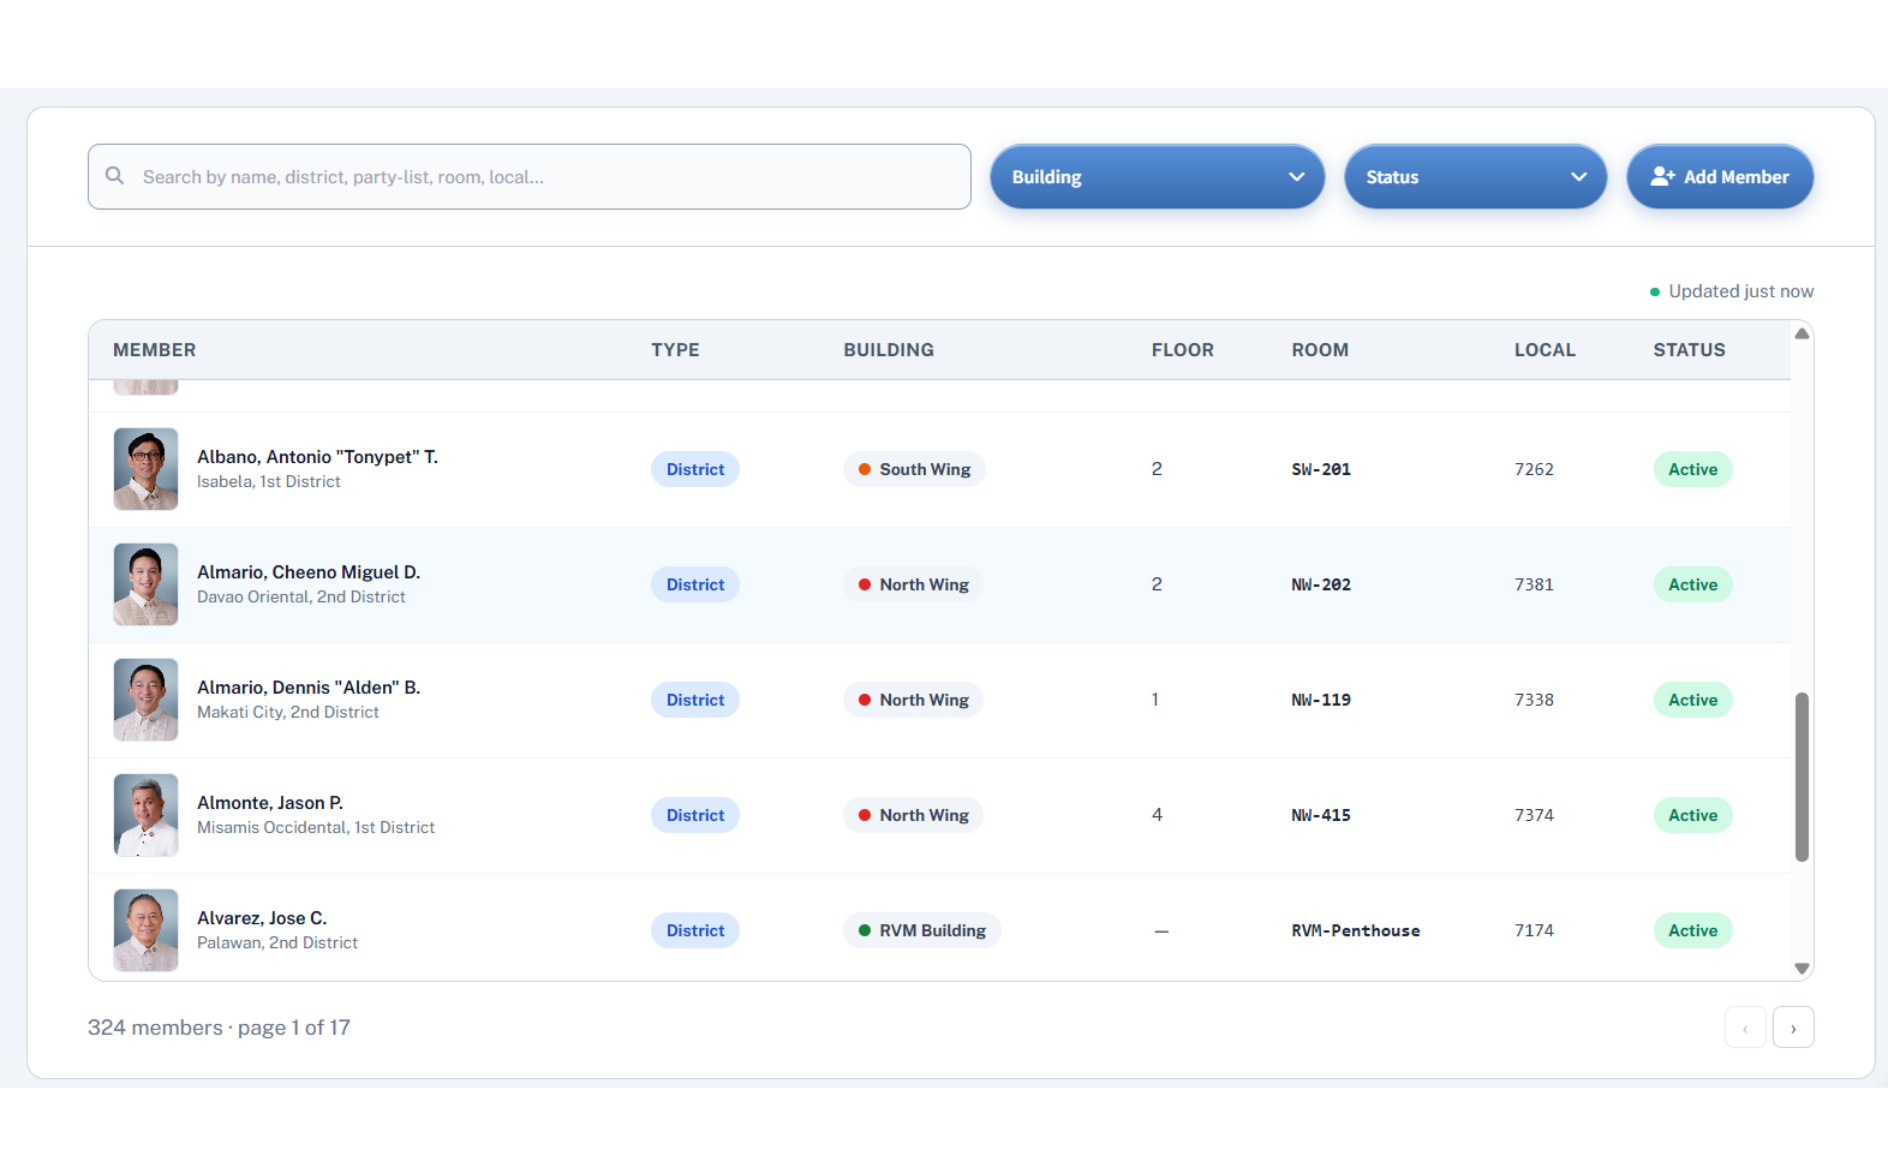 Search by name, district, party-list, room, local...
Building
Status
Add Member
Updated just now
MEMBER TYPE BUILDING FLOOR ROOM LOCAL STATUS
Albano, Antonio "Tonypet" T.
Isabela, 1st District
District South Wing 2 SW-201 7262 Active
Almario, Cheeno Miguel D.
Davao Oriental, 2nd District
District North Wing 2 NW-202 7381 Active
Almario, Dennis "Alden" B.
Makati City, 2nd District
District North Wing 1 NW-119 7338 Active
Almonte, Jason P.
Misamis Occidental, 1st District
District North Wing 4 NW-415 7374 Active
Alvarez, Jose C.
Palawan, 2nd District
District RVM Building — RVM-Penthouse 7174 Active
324 members · page 1 of 17
‹ ›